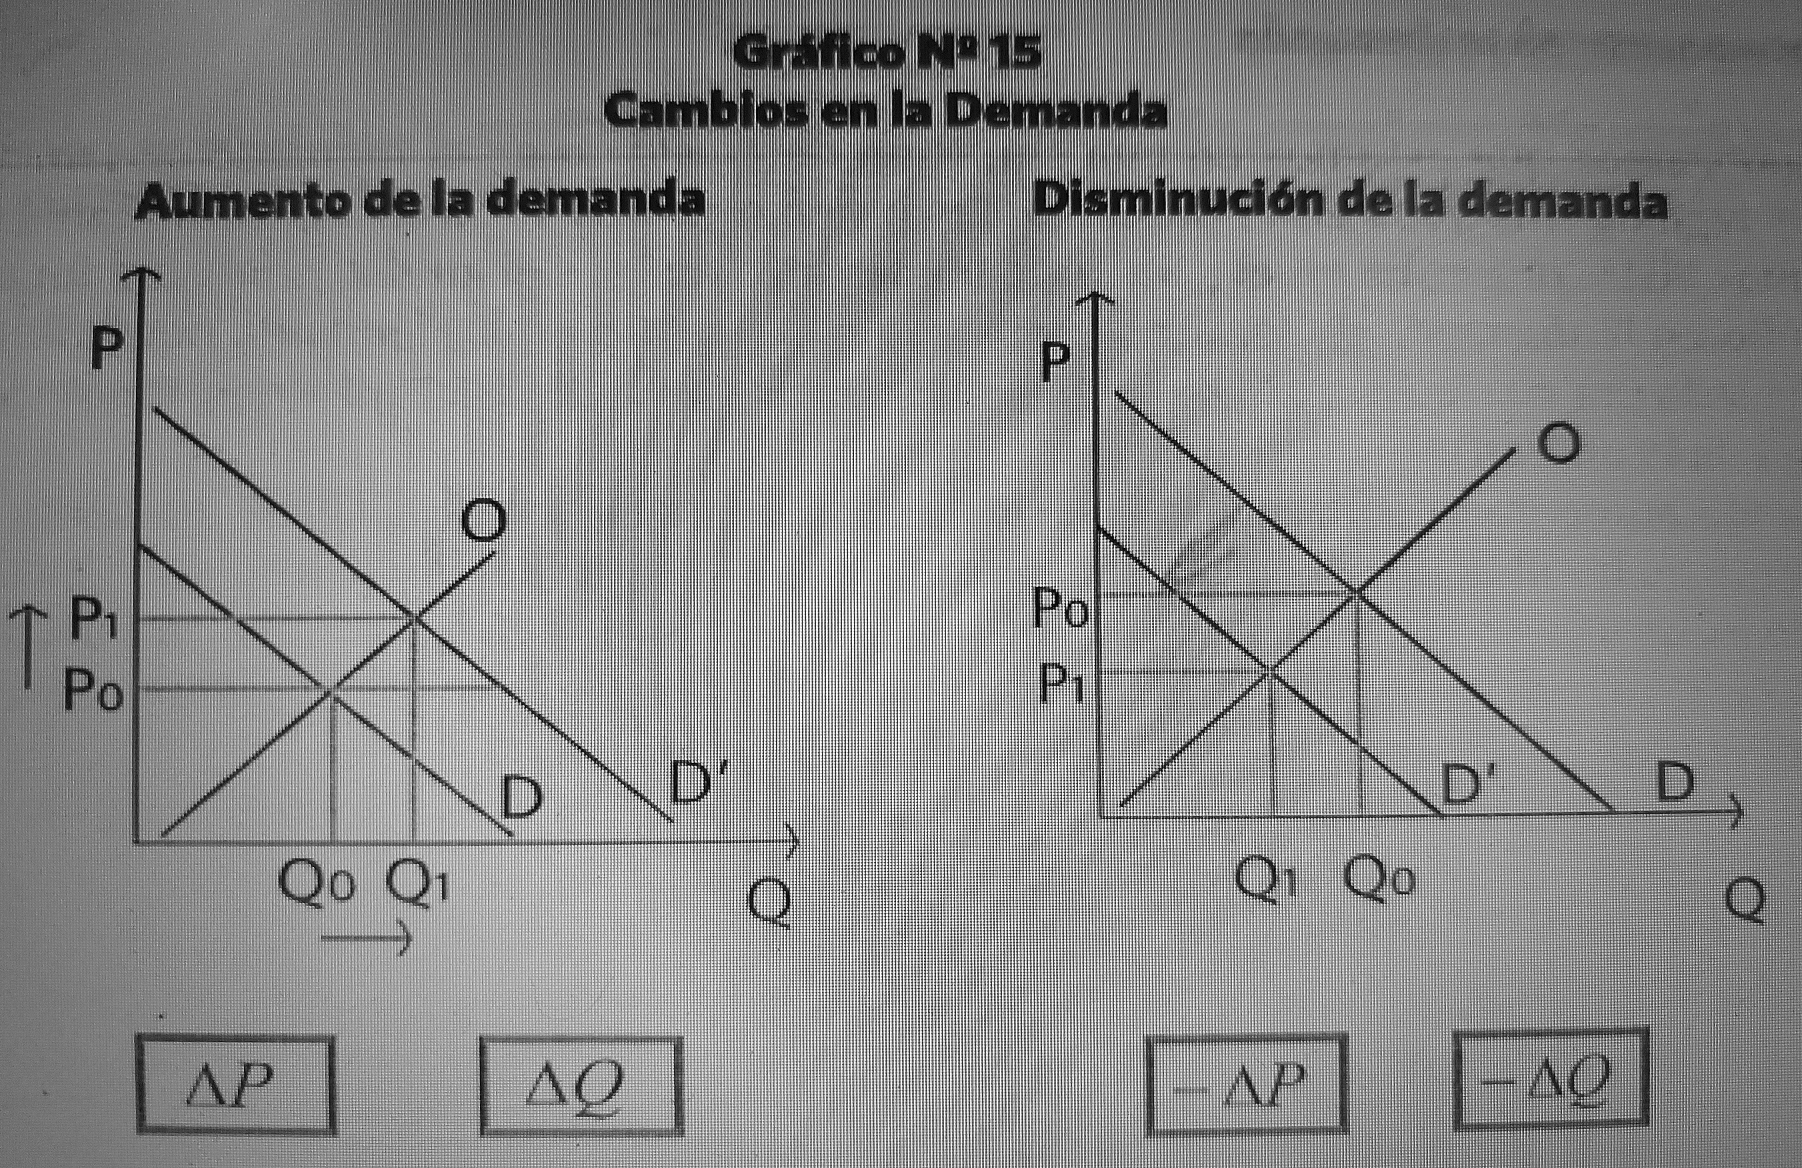 Gráfico Nº 15
Cambios en la Demanda
Aumento de la demanda
P
O
P1
P0
D
D'
Q0 Q1
Q
ΔP
ΔQ
Disminución de la demanda
P
O
P0
P1
D'
D
Q1 Q0
Q
-ΔP
-ΔQ